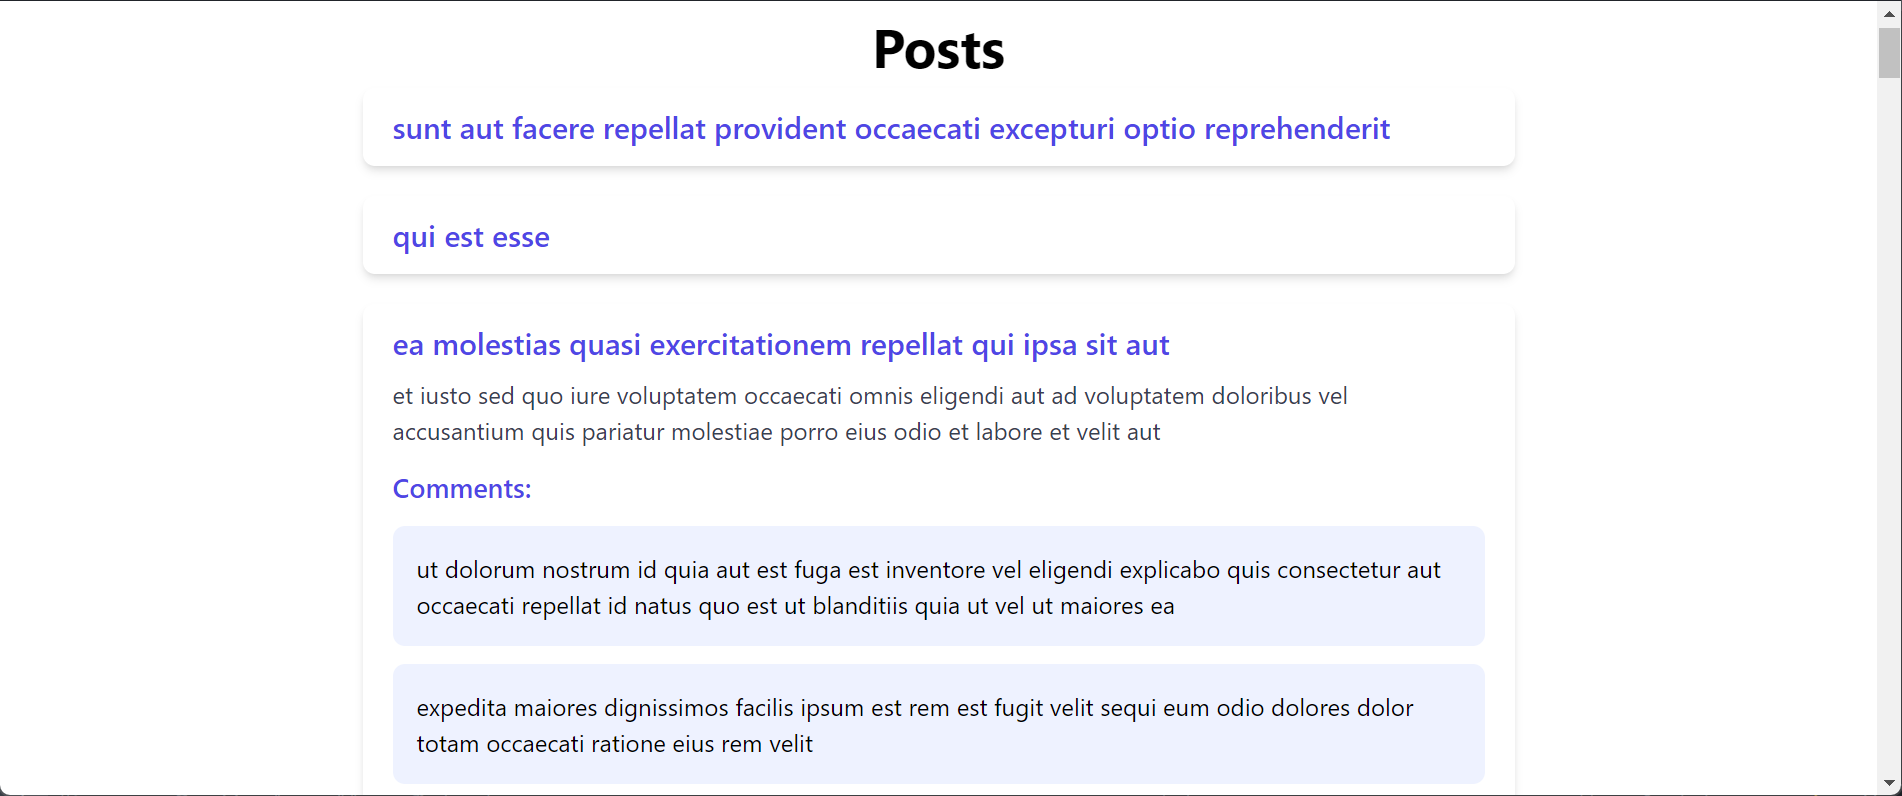 Posts
sunt aut facere repellat provident occaecati excepturi optio reprehenderit
qui est esse
ea molestias quasi exercitationem repellat qui ipsa sit aut
et iusto sed quo iure voluptatem occaecati omnis eligendi aut ad voluptatem doloribus vel
accusantium quis pariatur molestiae porro eius odio et labore et velit aut
Comments:
ut dolorum nostrum id quia aut est fuga est inventore vel eligendi explicabo quis consectetur aut
occaecati repellat id natus quo est ut blanditiis quia ut vel ut maiores ea
expedita maiores dignissimos facilis ipsum est rem est fugit velit sequi eum odio dolores dolor
totam occaecati ratione eius rem velit